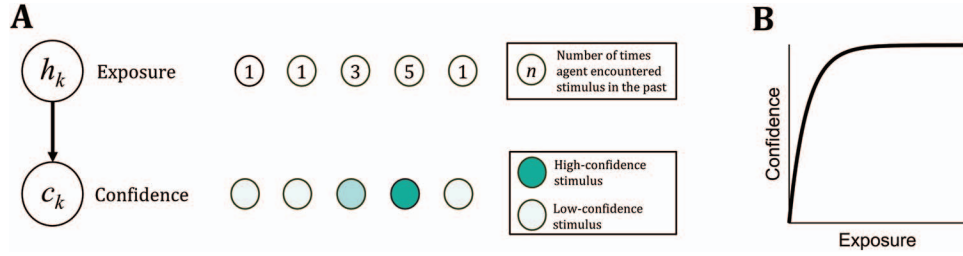 A
h_k
Exposure
1 1 3 5 1
n
Number of times
agent encountered
stimulus in the past
c_k
Confidence
High-confidence
stimulus
Low-confidence
stimulus
B
Confidence
Exposure